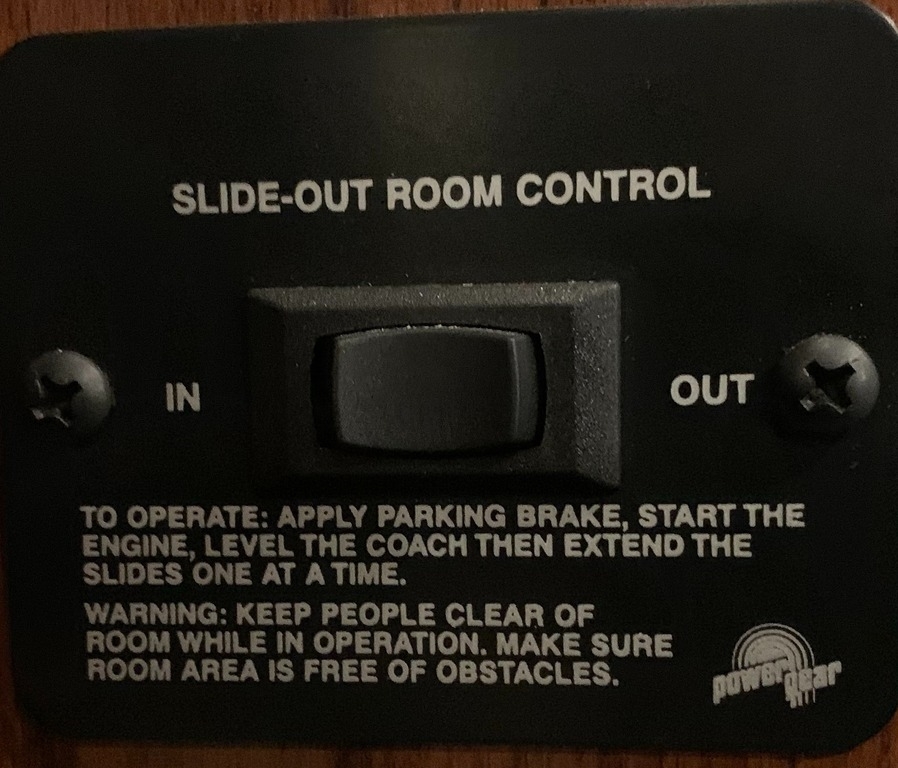 SLIDE-OUT ROOM CONTROL
IN
OUT
TO OPERATE: APPLY PARKING BRAKE, START THE
ENGINE, LEVEL THE COACH THEN EXTEND THE
SLIDES ONE AT A TIME.
WARNING: KEEP PEOPLE CLEAR OF
ROOM WHILE IN OPERATION. MAKE SURE
ROOM AREA IS FREE OF OBSTACLES.
power gear